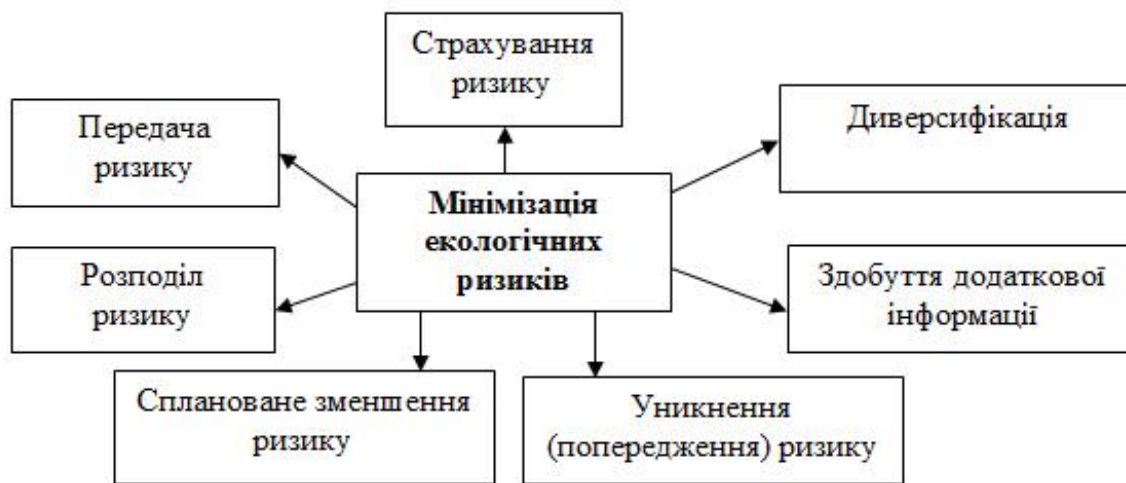 Страхування
ризику
Передача
ризику
Диверсифікація
Мінімізація
екологічних
ризиків
Розподіл
ризику
Здобуття додаткової
інформації
Сплановане зменшення
ризику
Уникнення
(попередження) ризику